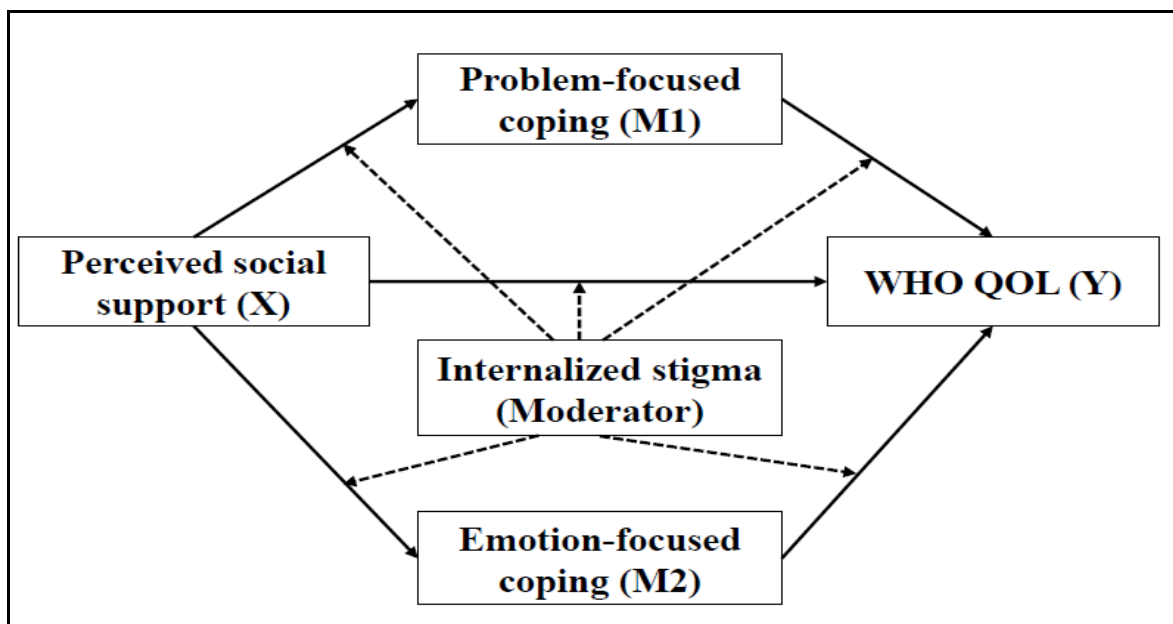 Problem-focused
coping (M1)
Perceived social
support (X)
WHO QOL (Y)
Internalized stigma
(Moderator)
Emotion-focused
coping (M2)